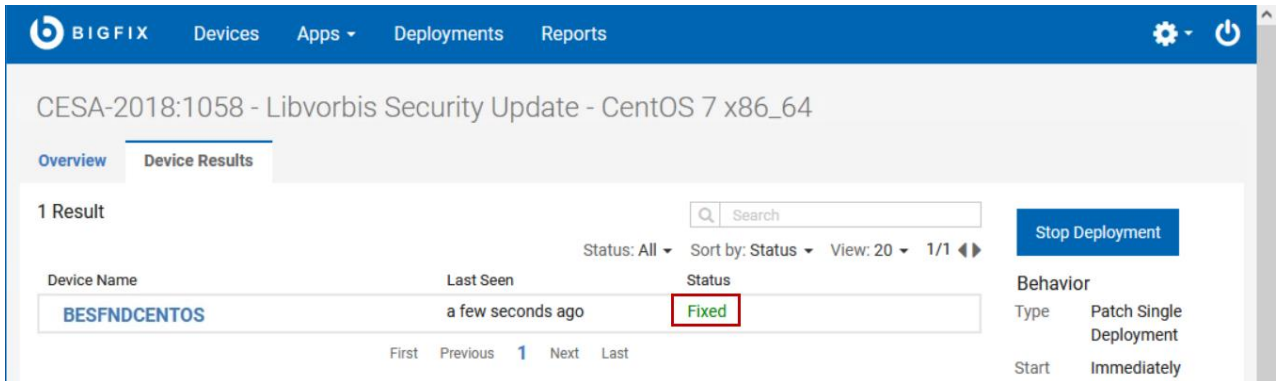 BIGFIX Devices Apps Deployments Reports
CESA-2018:1058 - Libvorbis Security Update - CentOS 7 x86_64
Overview Device Results
1 Result
Search
Status: All Sort by: Status View: 20 1/1
Device Name Last Seen Status
BESFNDCENTOS a few seconds ago Fixed
First Previous 1 Next Last
Stop Deployment
Behavior
Type Patch Single
Deployment
Start Immediately